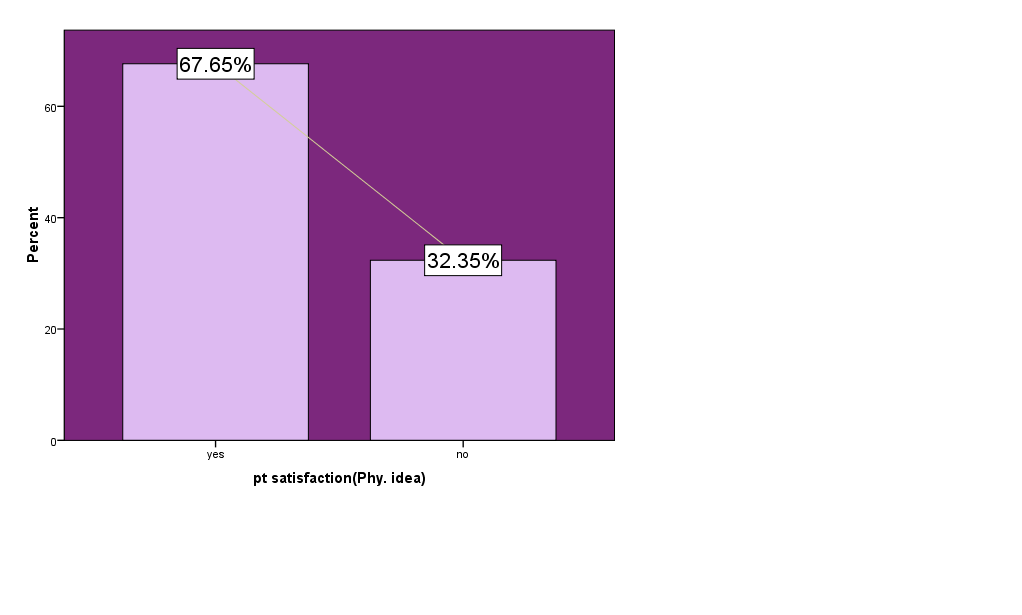 67.65%
60
40
Percent
32.35%
20
0
yes
no
pt satisfaction(Phy. idea)